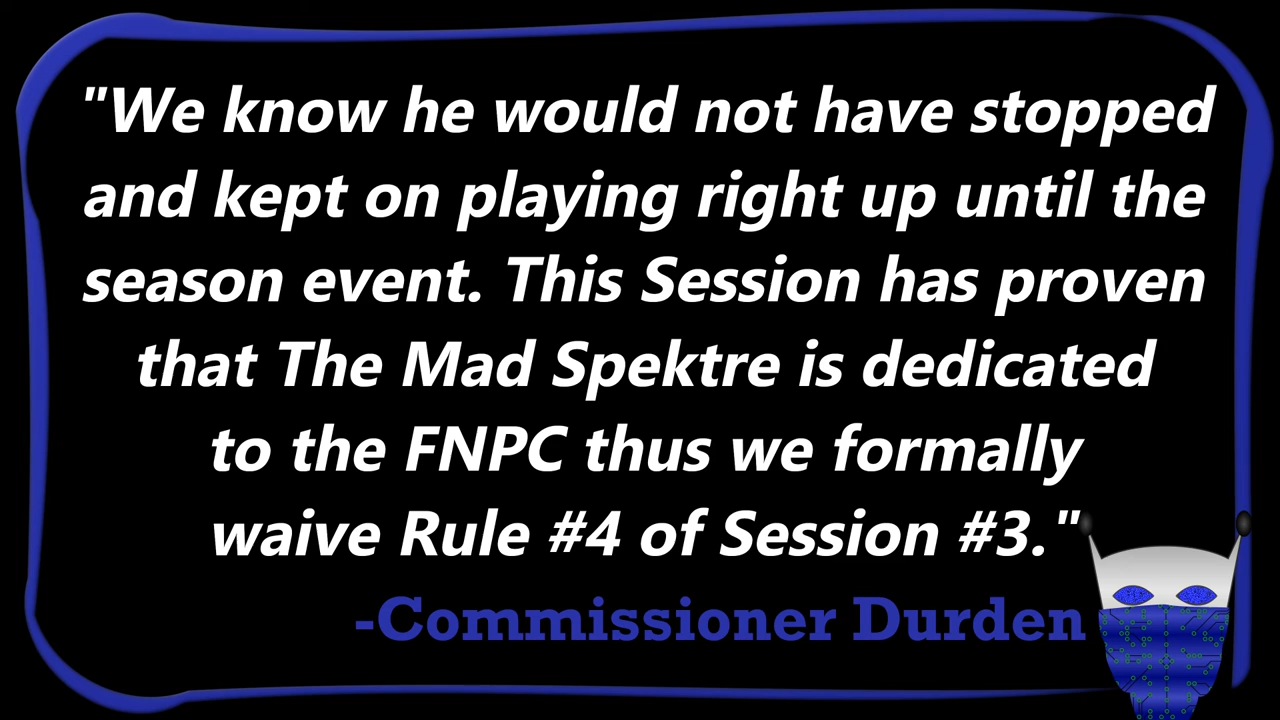 "We know he would not have stopped
and kept on playing right up until the
season event. This Session has proven
that The Mad Spektre is dedicated
to the FNPC thus we formally
waive Rule #4 of Session #3."
-Commissioner Durden